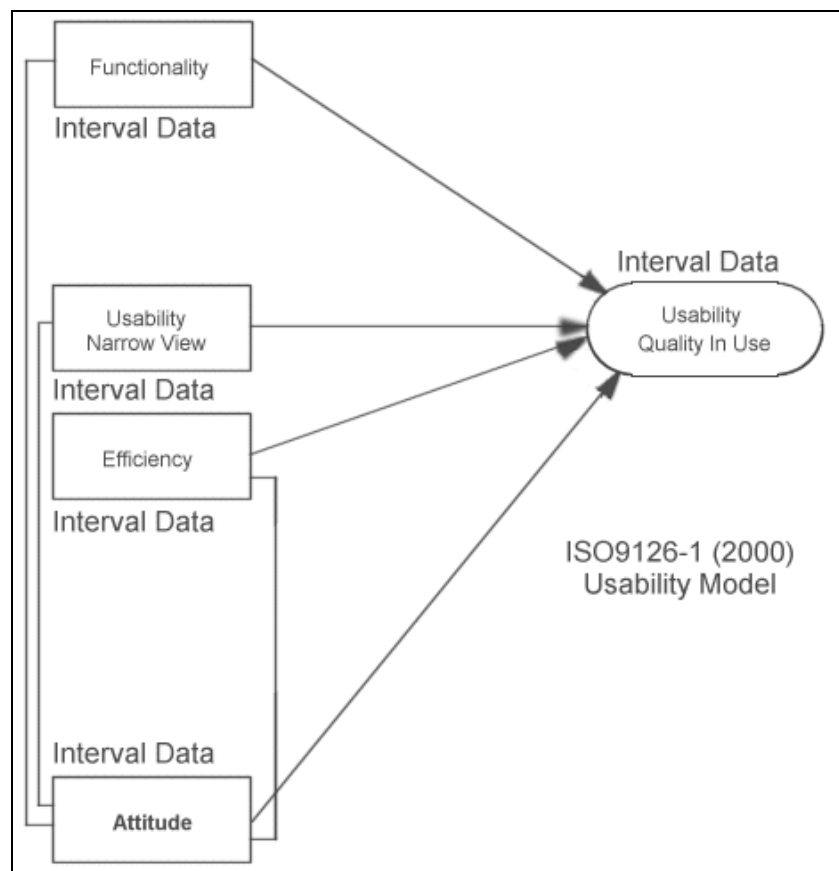 Functionality
Interval Data
Interval Data
Usability
Quality In Use
Usability
Narrow View
Interval Data
Efficiency
Interval Data
ISO9126-1 (2000)
Usability Model
Interval Data
Attitude